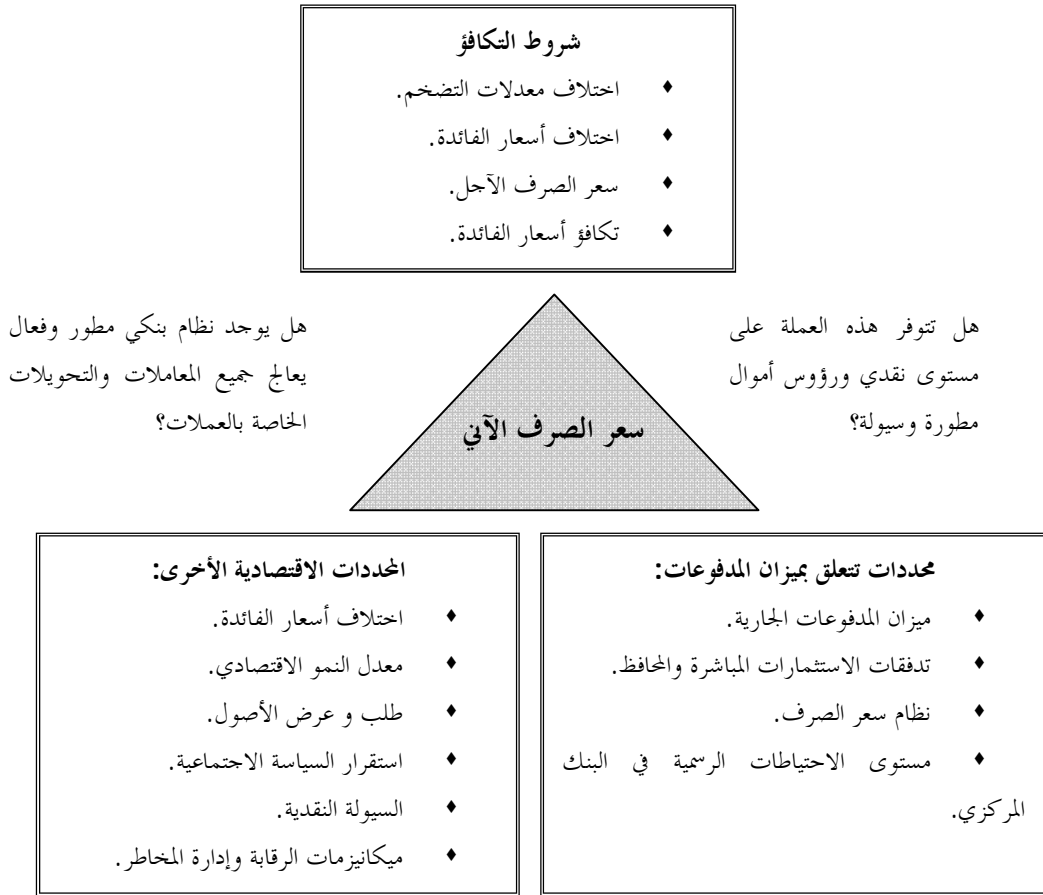 شروط التكافؤ
♦ اختلاف معدلات التضخم.
♦ اختلاف أسعار الفائدة.
♦ سعر الصرف الآجل.
♦ تكافؤ أسعار الفائدة.
هل تتوفر هذه العملة على
مستوى نقدي ورؤوس أموال
مطورة وسيولة؟
سعر الصرف الآني
هل يوجد نظام بنكي مطور وفعال
يعالج جميع المعاملات والتحويلات
الخاصة بالعملات؟
محددات تتعلق بميزان المدفوعات:
♦ ميزان المدفوعات الجارية.
♦ تدفقات الاستثمارات المباشرة والمحافظ.
♦ نظام سعر الصرف.
♦ مستوى الاحتياطات الرسمية في البنك
المركزي.
المحددات الاقتصادية الأخرى:
♦ اختلاف أسعار الفائدة.
♦ معدل النمو الاقتصادي.
♦ طلب و عرض الأصول.
♦ استقرار السياسة الاجتماعية.
♦ السيولة النقدية.
♦ ميكانيزمات الرقابة وإدارة المخاطر.